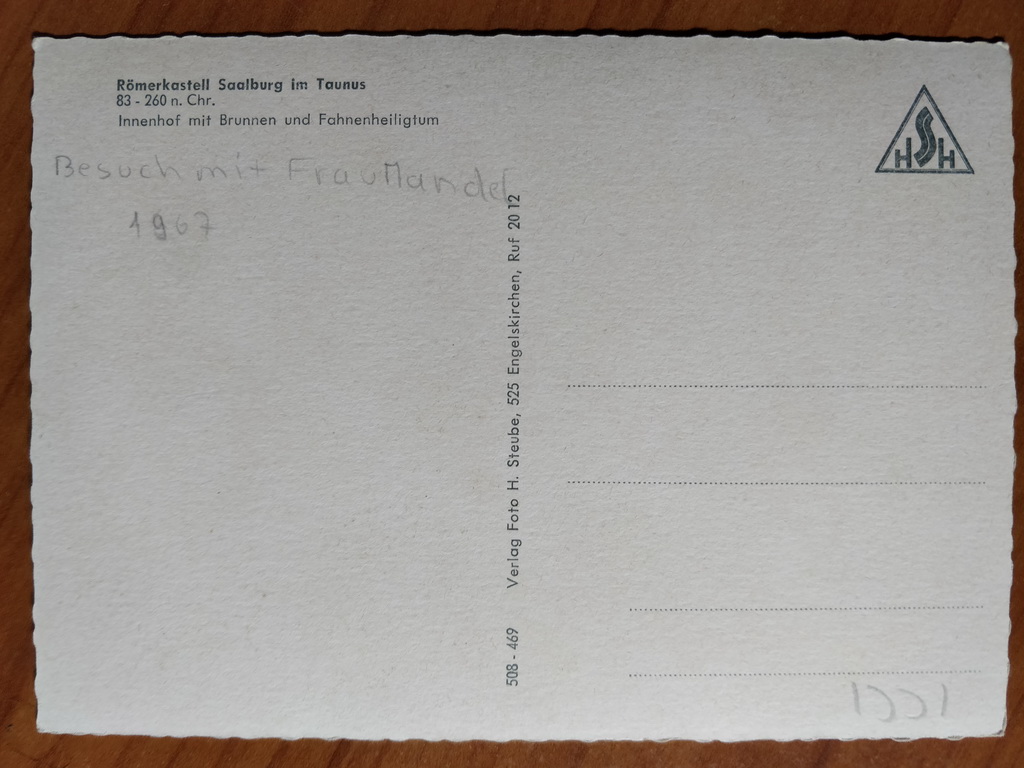 Römerkastell Saalburg im Taunus
83 - 260 n. Chr.
Innenhof mit Brunnen und Fahnenheiligtum
Besuch mit Frau Mandel
1967
HSH
508 - 469 Verlag Foto H. Steube, 525 Engelskirchen, Ruf 20 12